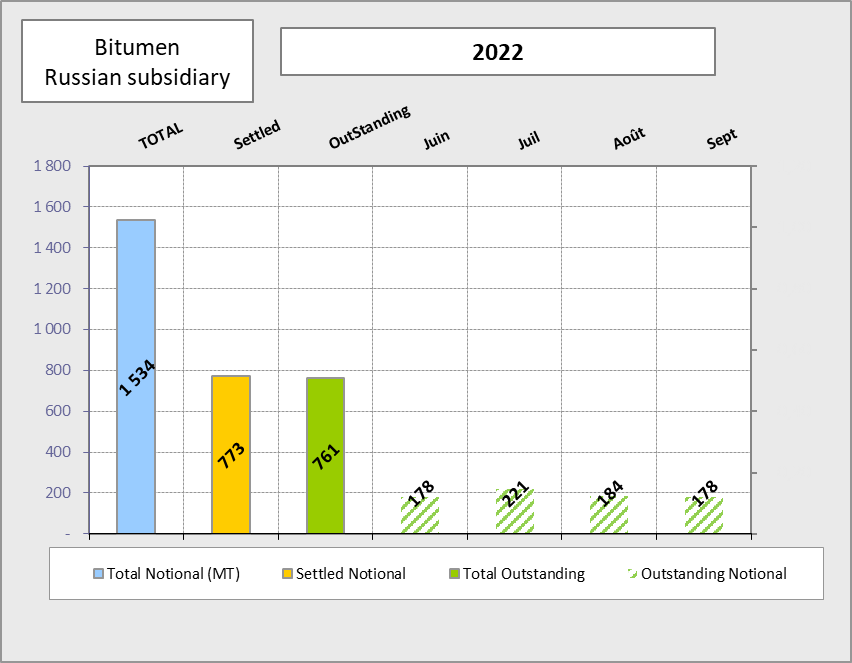 Bitumen
Russian subsidiary
2022
TOTAL
Settled
OutStanding
Juin
Juil
Août
Sept
1 800
1 600
1 400
1 200
1 000
800
600
400
200
-
1 534
773
761
178
221
184
178
Total Notional (MT)
Settled Notional
Total Outstanding
Outstanding Notional